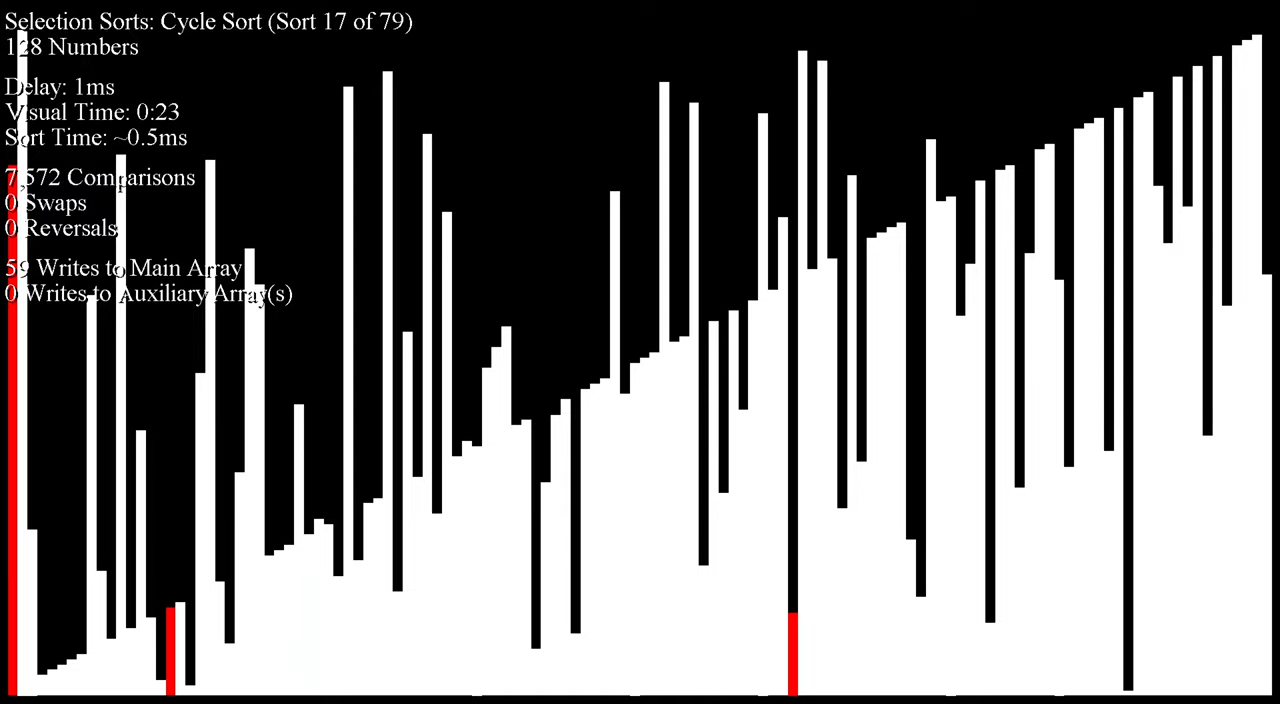 Selection Sorts: Cycle Sort (Sort 17 of 79)
128 Numbers
Delay: 1ms
Visual Time: 0:23
Sort Time: ~0.5ms
7,572 Comparisons
0 Swaps
0 Reversals
59 Writes to Main Array
0 Writes to Auxiliary Array(s)